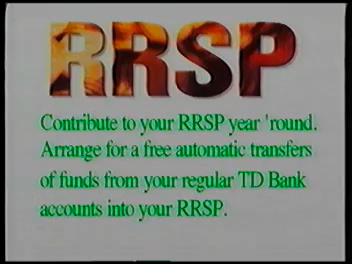 RRSP
Contribute to your RRSP year 'round.
Arrange for a free automatic transfers
of funds from your regular TD Bank
accounts into your RRSP.